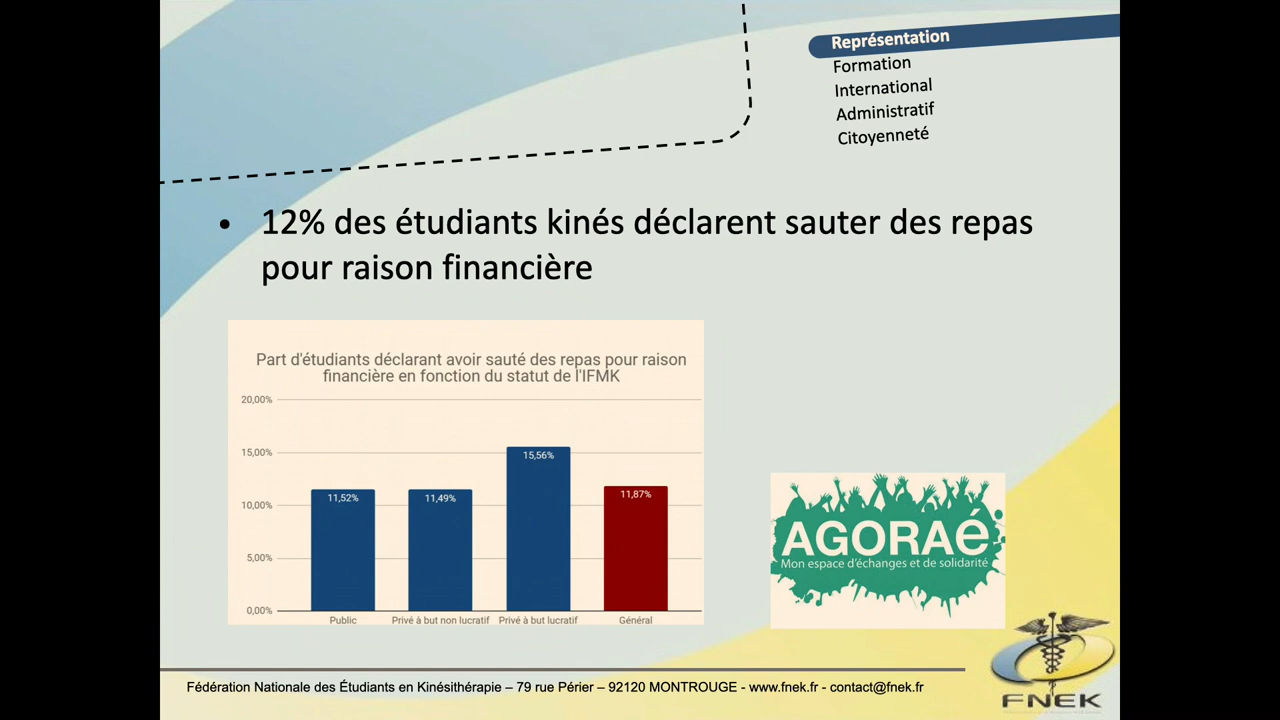 Représentation
Formation
International
Administratif
Citoyenneté
• 12% des étudiants kinés déclarent sauter des repas
pour raison financière
Part d'étudiants déclarant avoir sauté des repas pour raison
financière en fonction du statut de l'IFMK
20,00%
15,00%
10,00%
5,00%
0,00%
11,52%
11,49%
15,56%
11,87%
Public
Privé à but non lucratif
Privé à but lucratif
Général
AGORAé
Mon espace d'échanges et de solidarité
Fédération Nationale des Étudiants en Kinésithérapie – 79 rue Périer – 92120 MONTROUGE - www.fnek.fr - contact@fnek.fr
FNEK